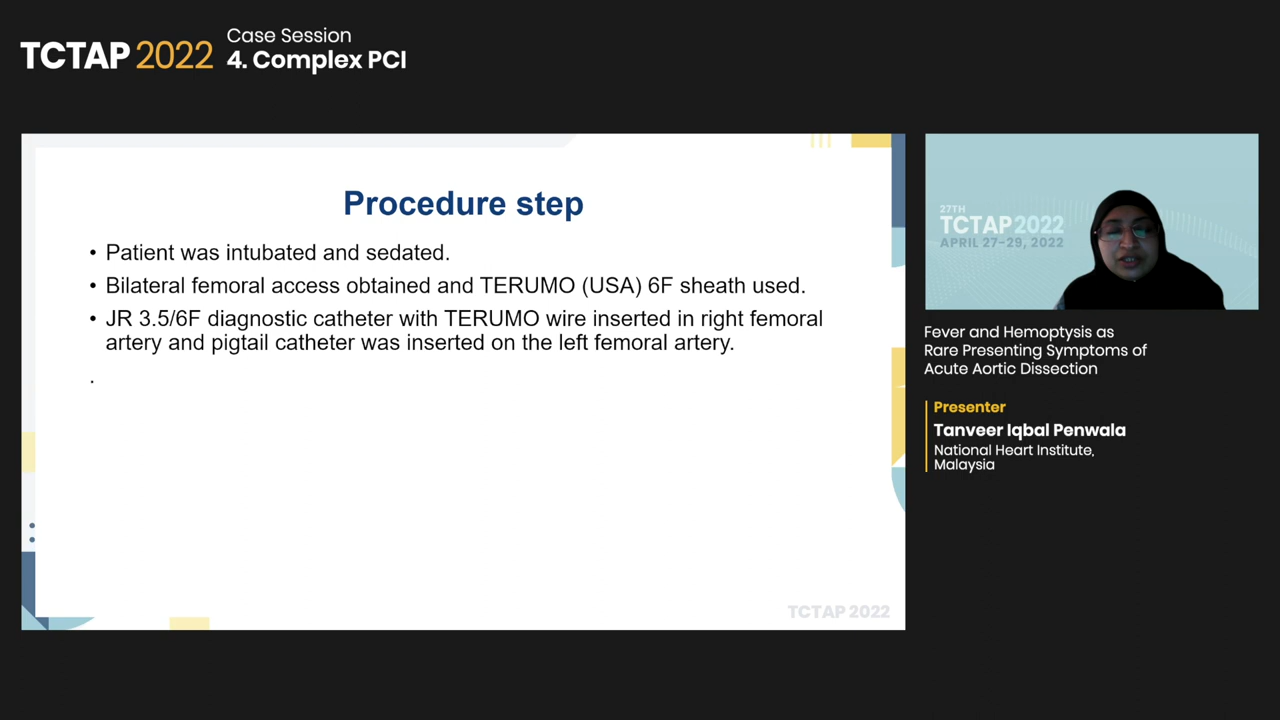 TCTAP 2022
Case Session
4. Complex PCI
Procedure step
• Patient was intubated and sedated.
• Bilateral femoral access obtained and TERUMO (USA) 6F sheath used.
• JR 3.5/6F diagnostic catheter with TERUMO wire inserted in right femoral
artery and pigtail catheter was inserted on the left femoral artery.
.
TCTAP 2022
27TH
TCTAP 2022
APRIL 27-29, 2022
Fever and Hemoptysis as
Rare Presenting Symptoms of
Acute Aortic Dissection
Presenter
Tanveer Iqbal Penwala
National Heart Institute,
Malaysia